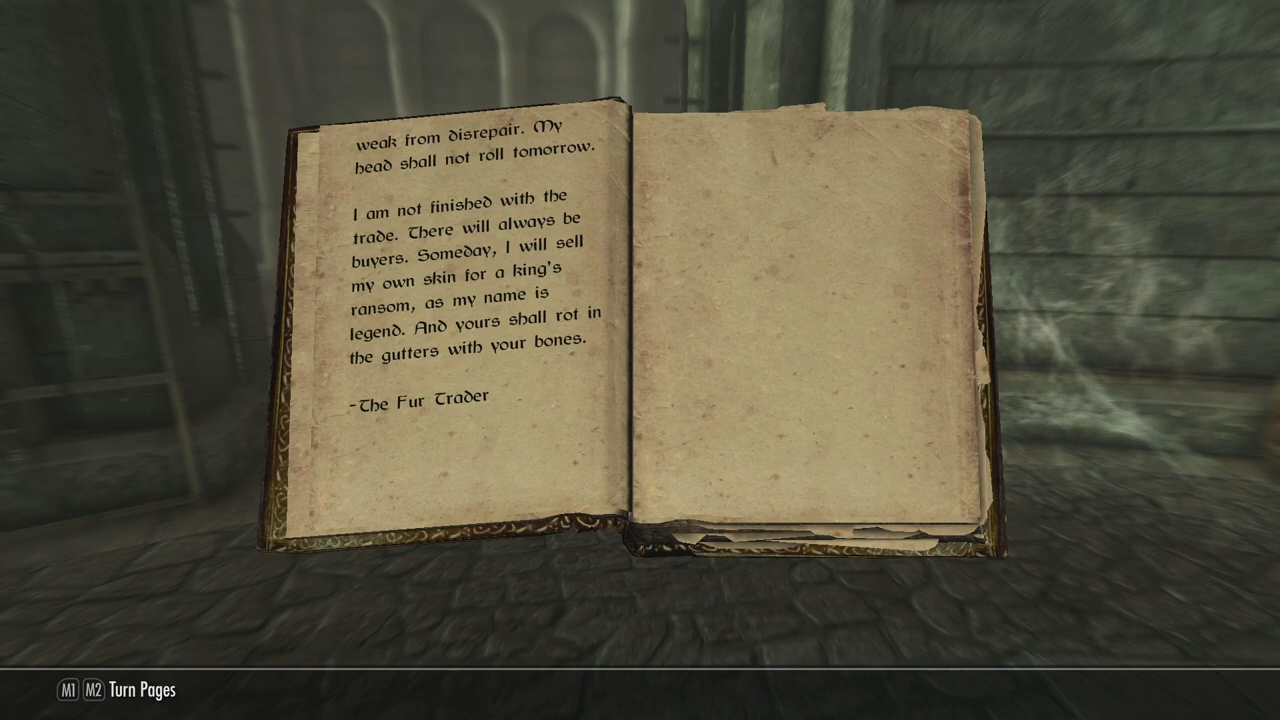 weak from disrepair. My
head shall not roll tomorrow.
I am not finished with the
trade. There will always be
buyers. Someday, I will sell
my own skin for a king's
ransom, as my name is
legend. And yours shall rot in
the gutters with your bones.
-The Fur Trader
M1 M2 Turn Pages